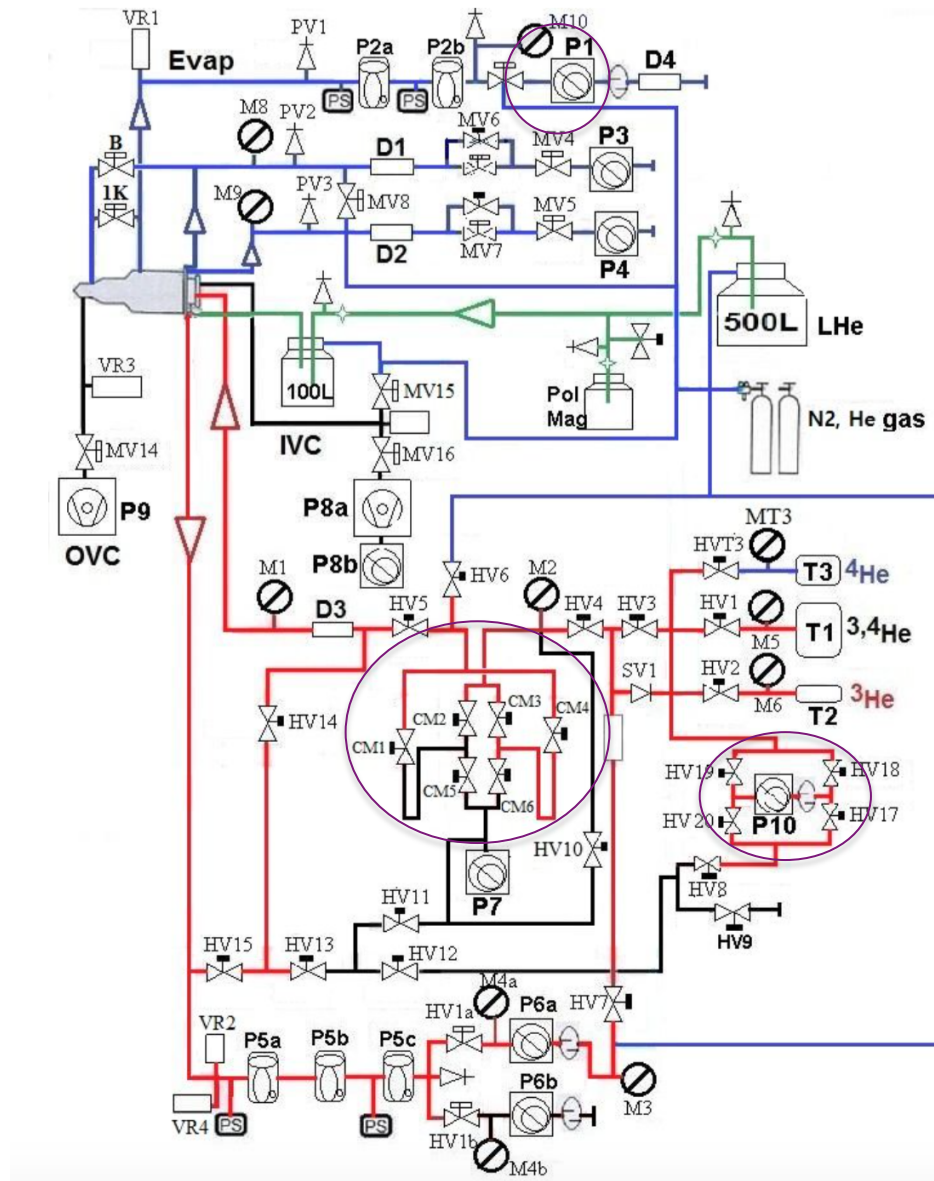 VR1
Evap
PV1
P2a
P2b
M10
P1
D4
PS
PS
M8
PV2
MV6
MV4
P3
B
D1
1K
M9
PV3
MV8
MV5
D2
MV7
P4
500L
LHe
VR3
100L
MV15
Pol
Mag
N2, He gas
MV14
IVC
MV16
P9
P8a
OVC
P8b
MT3
HVT3
T3
4He
M1
HV6
M2
D3
HV5
HV4
HV3
HV1
M5
T1
3,4He
SV1
HV2
M6
T2
3He
HV14
CM1
CM2
CM3
CM4
CM5
CM6
HV19
HV18
HV20
P10
HV17
P7
HV10
HV8
HV11
HV9
HV15
HV13
HV12
M4a
HV7
VR2
P5a
P5b
P5c
HV1a
P6a
P6b
M3
VR4
PS
PS
HV1b
M4b